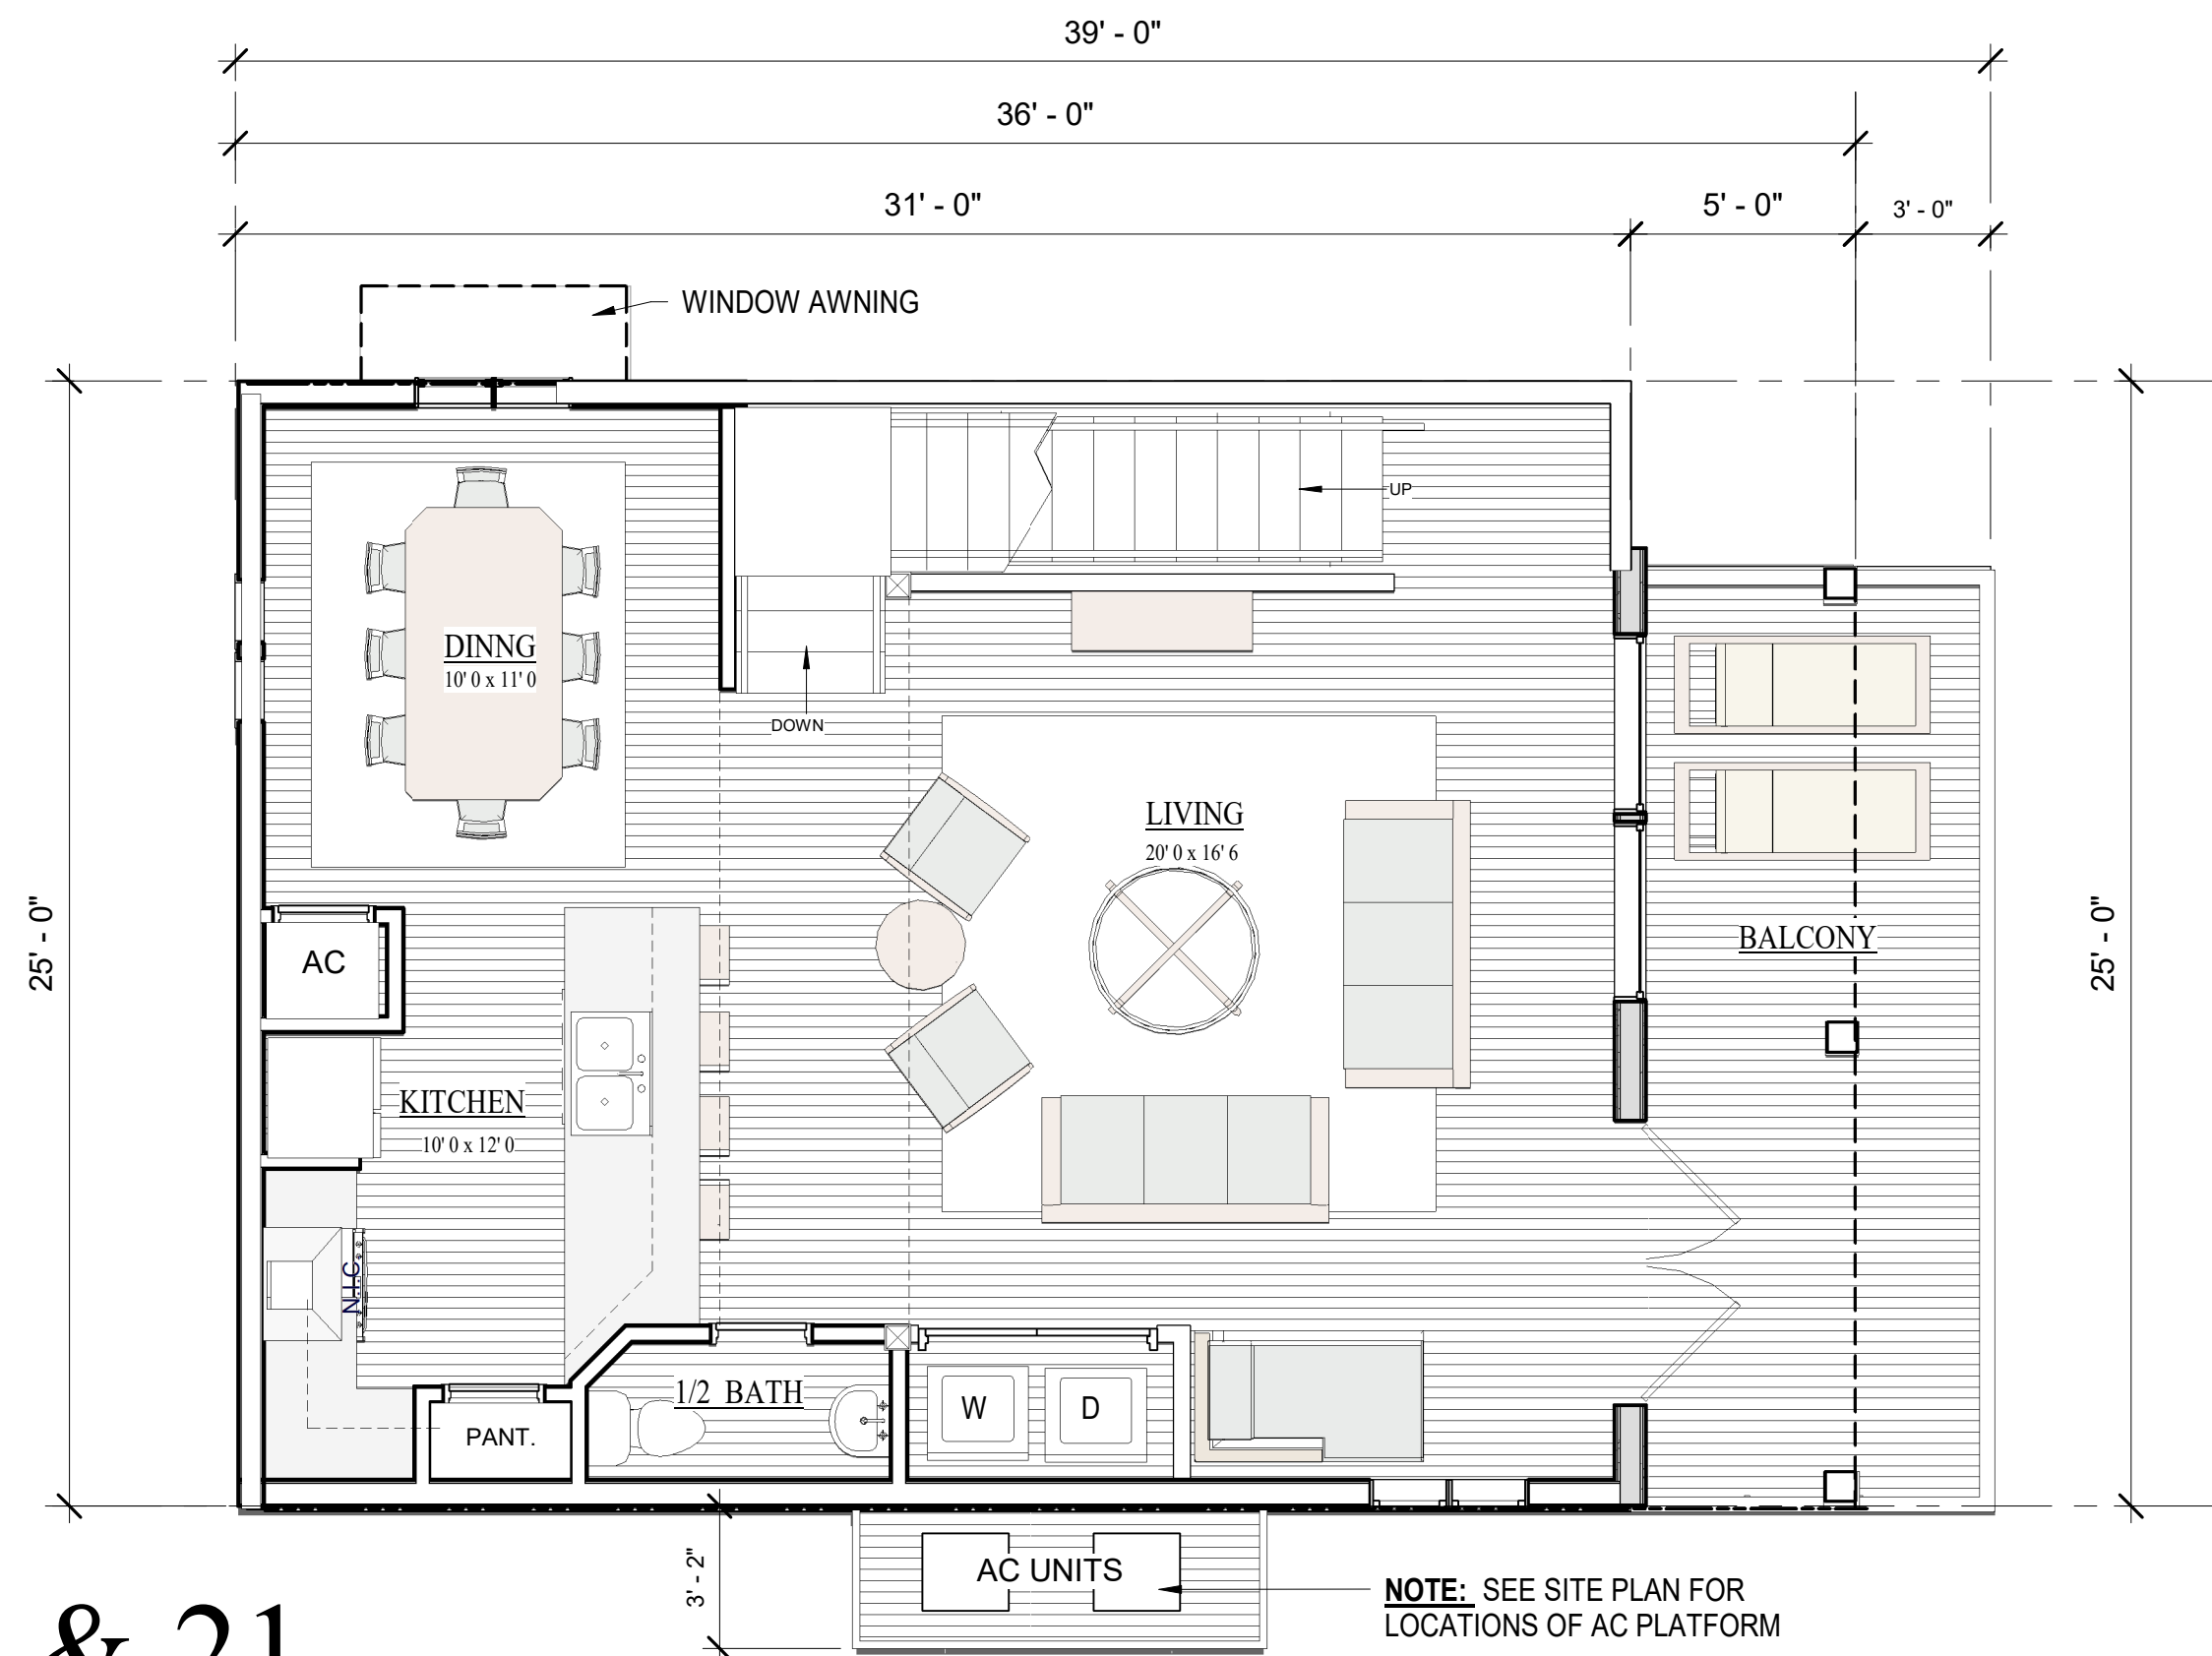 39' - 0"
36' - 0"
31' - 0"
5' - 0"
3' - 0"
WINDOW AWNING
UP
DINNG
10' 0 x 11' 0
DOWN
LIVING
20' 0 x 16' 6
25' - 0"
AC
BALCONY
25' - 0"
KITCHEN
10' 0 x 12' 0
N.I.C.
1/2 BATH
W
D
PANT.
3' - 2"
AC UNITS
NOTE: SEE SITE PLAN FOR
LOCATIONS OF AC PLATFORM
& 21